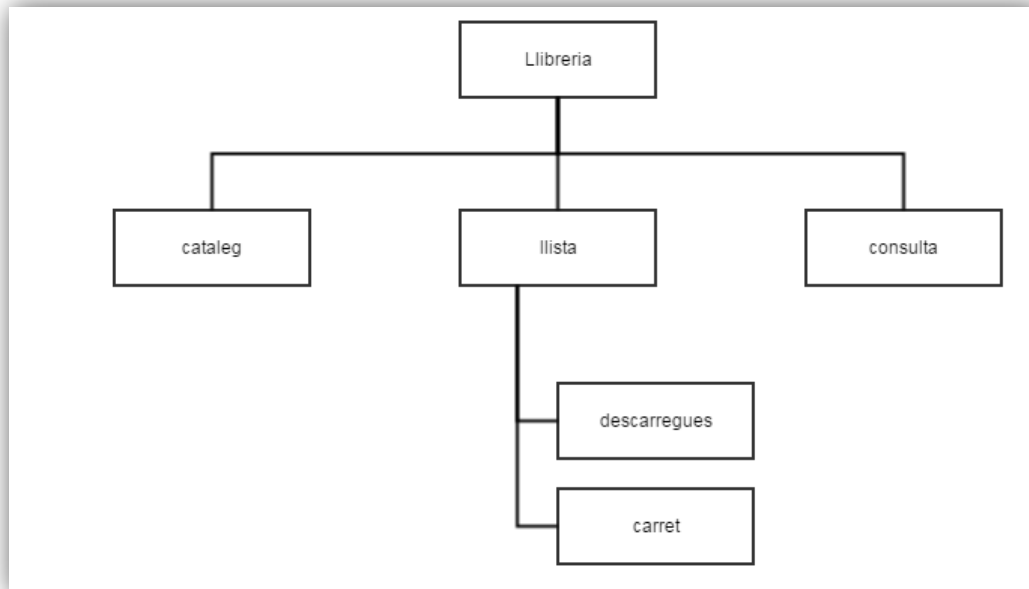 Llibreria
cataleg
llista
consulta
descarregues
carret